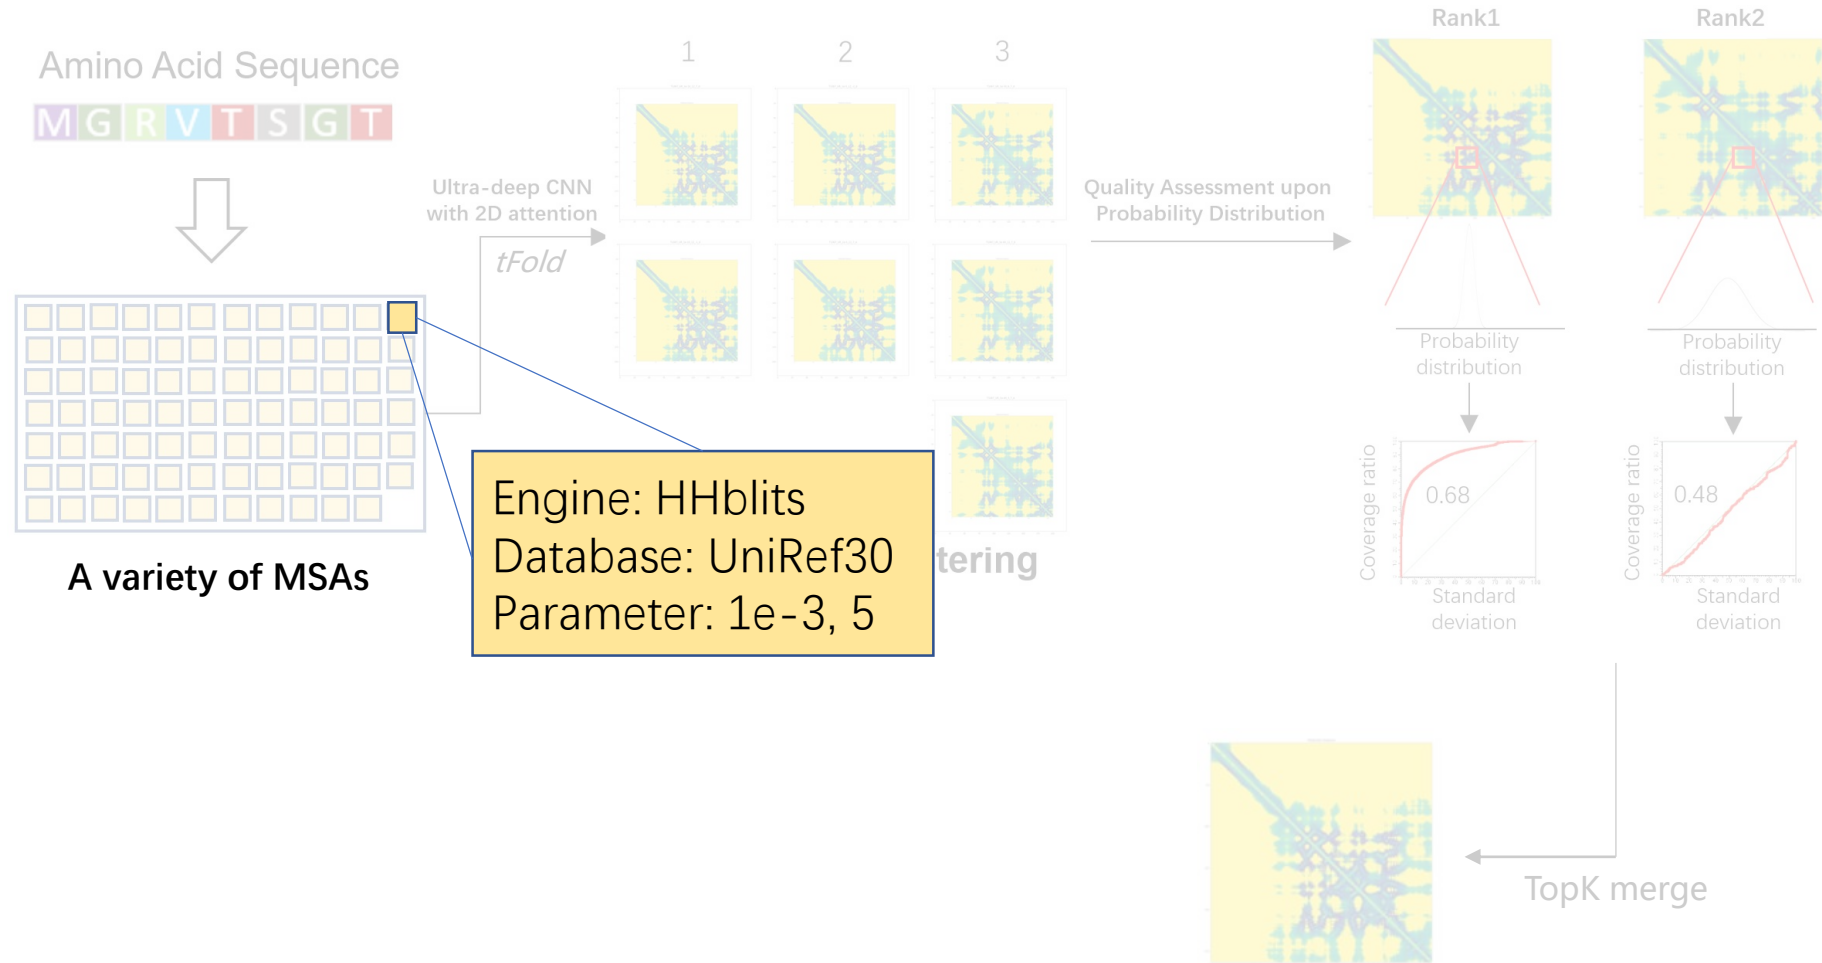 Amino Acid Sequence
MGRVTSGT
A variety of MSAs
Ultra-deep CNN
with 2D attention
tFold
1 2 3
Engine: HHblits
Database: UniRef30
Parameter: 1e-3, 5
tering
Quality Assessment upon
Probability Distribution
Rank1
Probability
distribution
Coverage ratio
0.68
Standard
deviation
Rank2
Probability
distribution
Coverage ratio
0.48
Standard
deviation
TopK merge